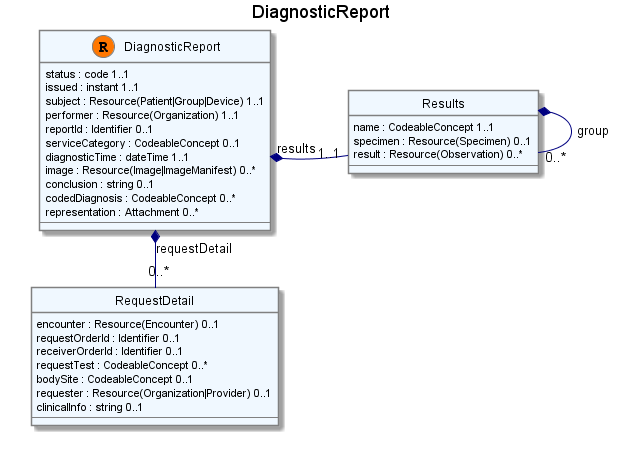 DiagnosticReport
R DiagnosticReport
status : code 1..1
issued : instant 1..1
subject : Resource(Patient|Group|Device) 1..1
performer : Resource(Organization) 1..1
reportId : Identifier 0..1
serviceCategory : CodeableConcept 0..1
diagnosticTime : dateTime 1..1
image : Resource(Image|ImageManifest) 0..*
conclusion : string 0..1
codedDiagnosis : CodeableConcept 0..*
representation : Attachment 0..*
results
1..1
Results
name : CodeableConcept 1..1
specimen : Resource(Specimen) 0..1
result : Resource(Observation) 0..*
group
0..*
requestDetail
0..*
RequestDetail
encounter : Resource(Encounter) 0..1
requestOrderId : Identifier 0..1
receiverOrderId : Identifier 0..1
requestTest : CodeableConcept 0..*
bodySite : CodeableConcept 0..1
requester : Resource(Organization|Provider) 0..1
clinicalInfo : string 0..1